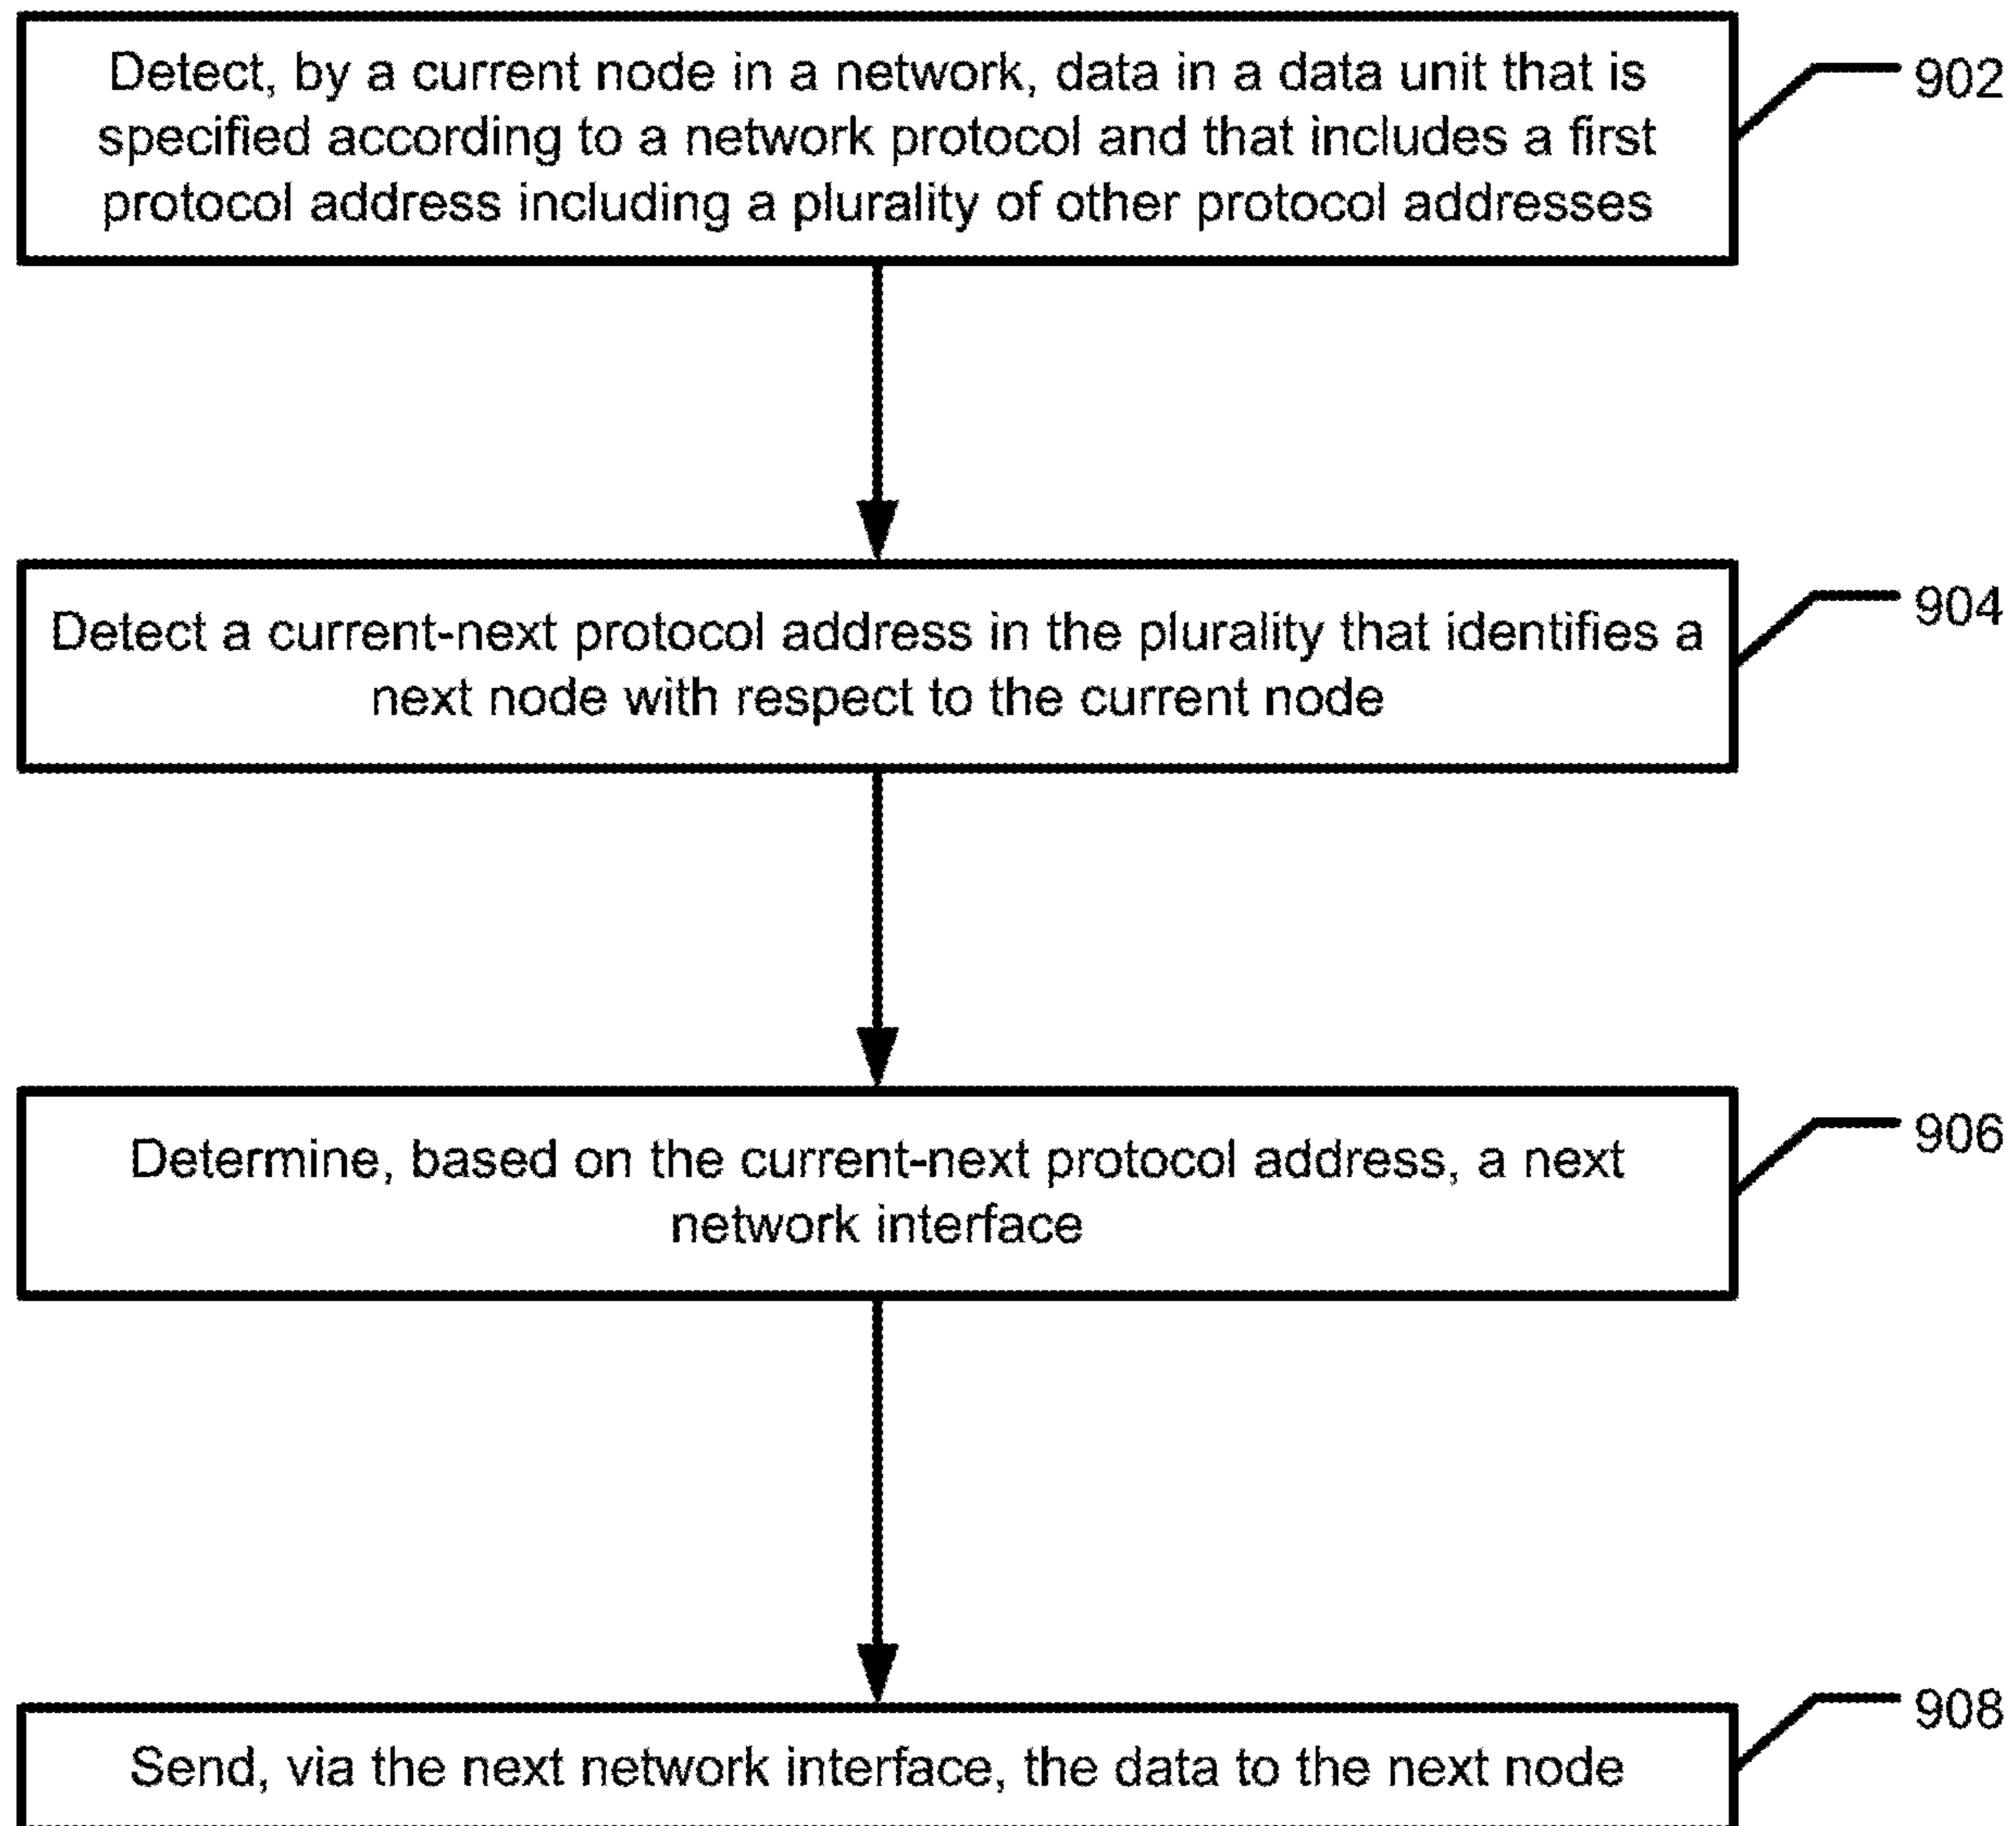 Detect, by a current node in a network, data in a data unit that is
specified according to a network protocol and that includes a first
protocol address including a plurality of other protocol addresses
902
Detect a current-next protocol address in the plurality that identifies a
next node with respect to the current node
904
Determine, based on the current-next protocol address, a next
network interface
906
Send, via the next network interface, the data to the next node
908